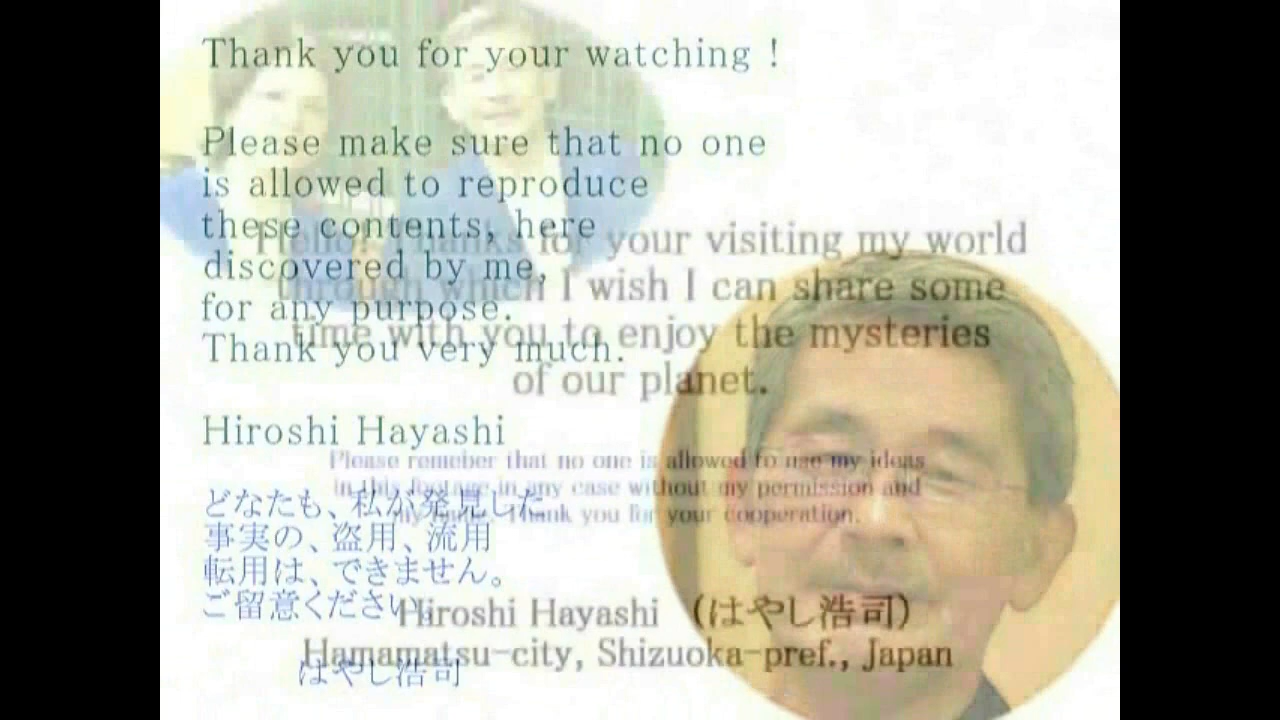 Thank you for your watching !
Please make sure that no one
is allowed to reproduce
these contents, here
discovered by me,
for any purpose.
Thank you very much.
Hiroshi Hayashi
どなたも、私が発見した
事実の、盗用、流用
転用は、できません。
ご留意ください。
はやし浩司
Hello! Thanks for your visiting my world
through which I wish I can share some
time with you to enjoy the mysteries
of our planet.
Please remeber that no one is allowed to use my ideas
in this footage in any case without my permission and
my Thank you for your cooperation.
Hiroshi Hayashi (はやし浩司)
Hamamatsu-city, Shizuoka-pref., Japan